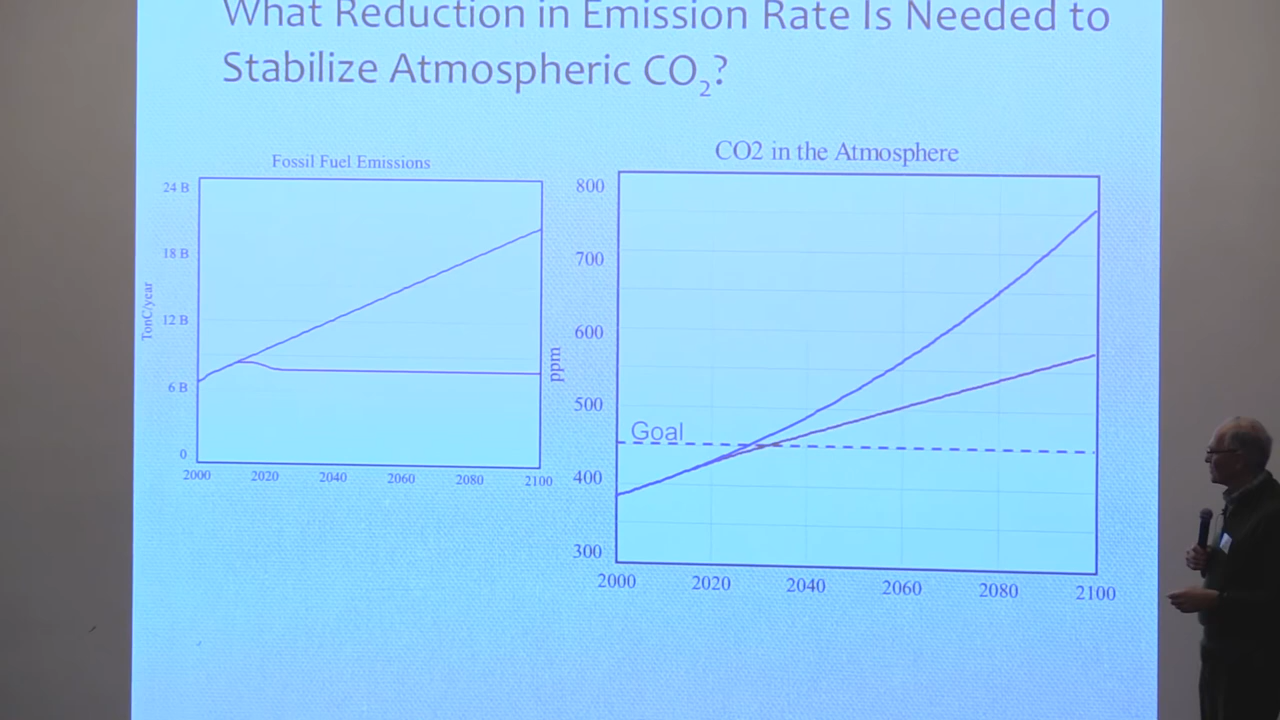 What Reduction in Emission Rate Is Needed to
Stabilize Atmospheric CO₂?
Fossil Fuel Emissions
24 B
18 B
12 B
6 B
0
TonC/year
2000 2020 2040 2060 2080 2100
CO2 in the Atmosphere
800
700
600
500
400
300
ppm
Goal
2000 2020 2040 2060 2080 2100